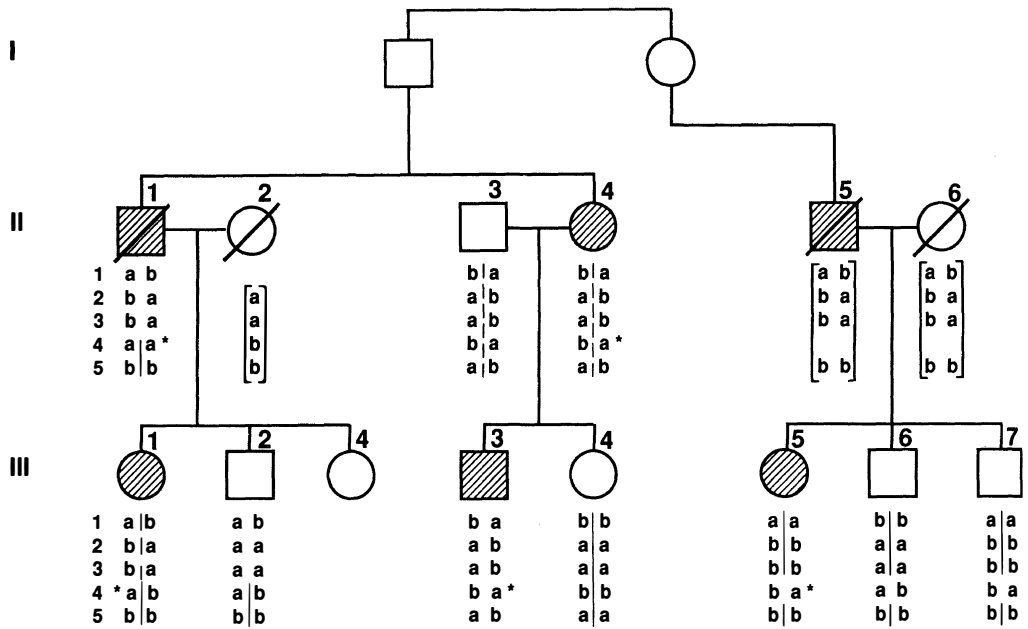 I
1 2 3 4 5 6
II
1 a b b|a b|a a b a b
2 b a a a|b a|b b a b a
3 b a a a|b a|b b a b a
4 a|a* b b|a b|a*
5 b|b b a|b a|b b b b b
1 2 4 3 4 5 6 7
III
1 a|b a b b a b|b a|a b|b a|a
2 b|a a a a b a|a b|b a|a b|b
3 b|a a a a b a|a b|b a|a b|b
4 *a|b a|b b a* b|b b a* a b b a
5 b|b b|b a b a|a b|b b|b b|b